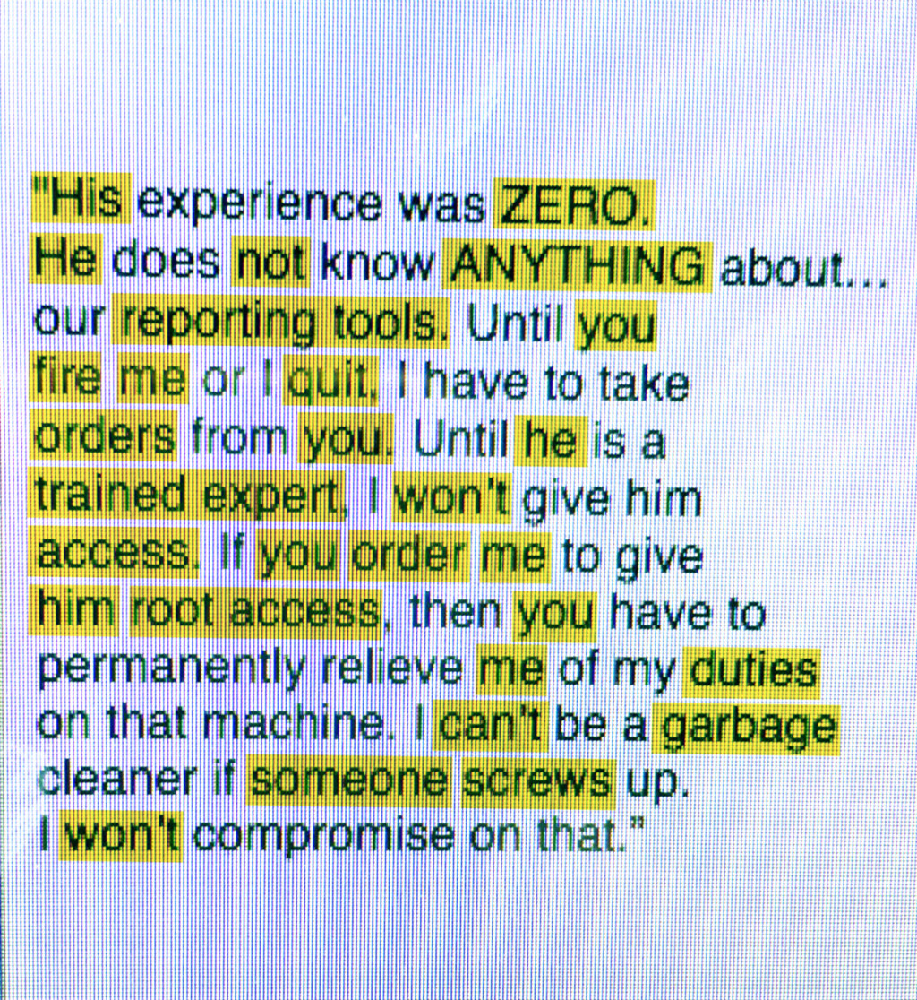 "His experience was ZERO.
He does not know ANYTHING about...
our reporting tools. Until you
fire me or I quit, I have to take
orders from you. Until he is a
trained expert, I won't give him
access. If you order me to give
him root access, then you have to
permanently relieve me of my duties
on that machine. I can't be a garbage
cleaner if someone screws up.
I won't compromise on that."